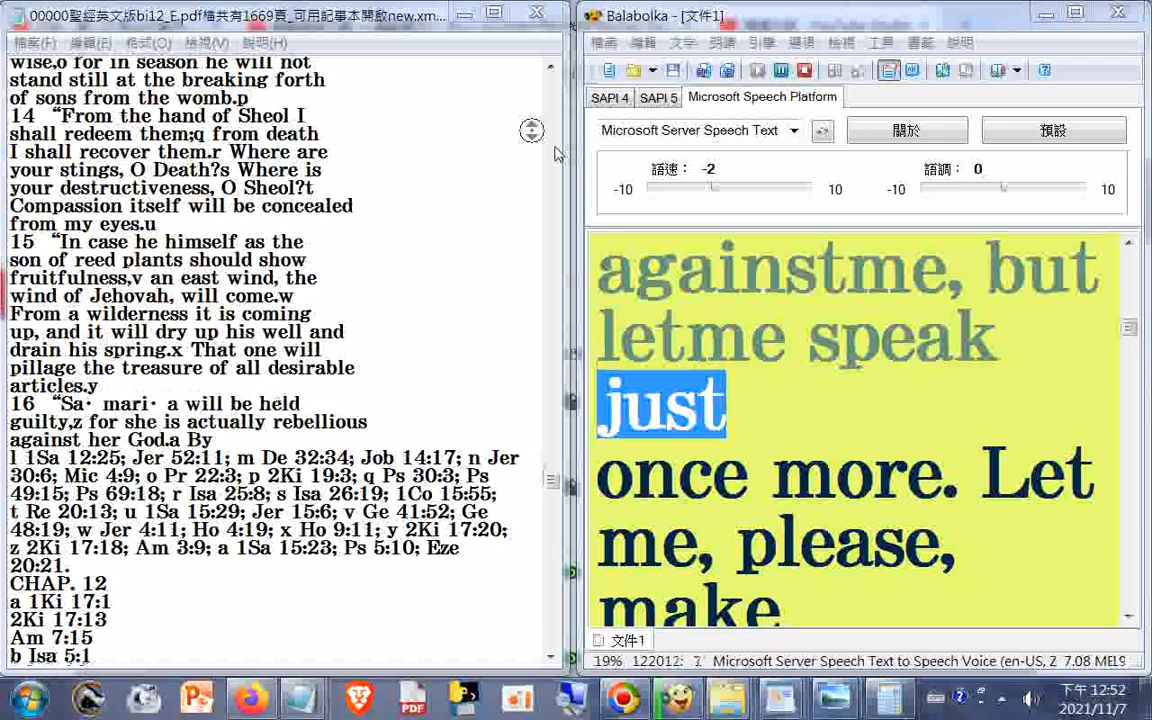 00000聖經英文版bi12_E.pdf檔共有1669頁_可用記事本開啟new.xm...
檔案(F) 編輯(E) 格式(O) 檢視(V) 說明(H)
wise,o for in season he will not
stand still at the breaking forth
of sons from the womb.p
14 “From the hand of Sheol I
shall redeem them;q from death
I shall recover them.r Where are
your stings, O Death?s Where is
your destructiveness, O Sheol?t
Compassion itself will be concealed
from my eyes.u
15 “In case he himself as the
son of reed plants should show
fruitfulness,v an east wind, the
wind of Jehovah, will come.w
From a wilderness it is coming
up, and it will dry up his well and
drain his spring.x That one will
pillage the treasure of all desirable
articles.y
16 “Sa· mari· a will be held
guilty,z for she is actually rebellious
against her God.a By
l 1Sa 12:25; Jer 52:11; m De 32:34; Job 14:17; n Jer
30:6; Mic 4:9; o Pr 22:3; p 2Ki 19:3; q Ps 30:3; Ps
49:15; Ps 69:18; r Isa 25:8; s Isa 26:19; 1Co 15:55;
t Re 20:13; u 1Sa 15:29; Jer 15:6; v Ge 41:52; Ge
48:19; w Jer 4:11; Ho 4:19; x Ho 9:11; y 2Ki 17:20;
z 2Ki 17:18; Am 3:9; a 1Sa 15:23; Ps 5:10; Eze
20:21.
CHAP. 12
a 1Ki 17:1
2Ki 17:13
Am 7:15
b Isa 5:1
Balabolka - [文件1]
檔案 編輯 文字 朗讀 引擎 選項 檢視 工具 書籤 說明
SAPI 4 SAPI 5 Microsoft Speech Platform
Microsoft Server Speech Text 關於 預設
語速： -2 語調： 0
-10 10 -10 10
againstme, but
letme speak
just
once more. Let
me, please,
make
文件1
19% 122012: Microsoft Server Speech Text to Speech Voice (en-US, Z 7.08 ME
PDF
下午 12:52
2021/11/7